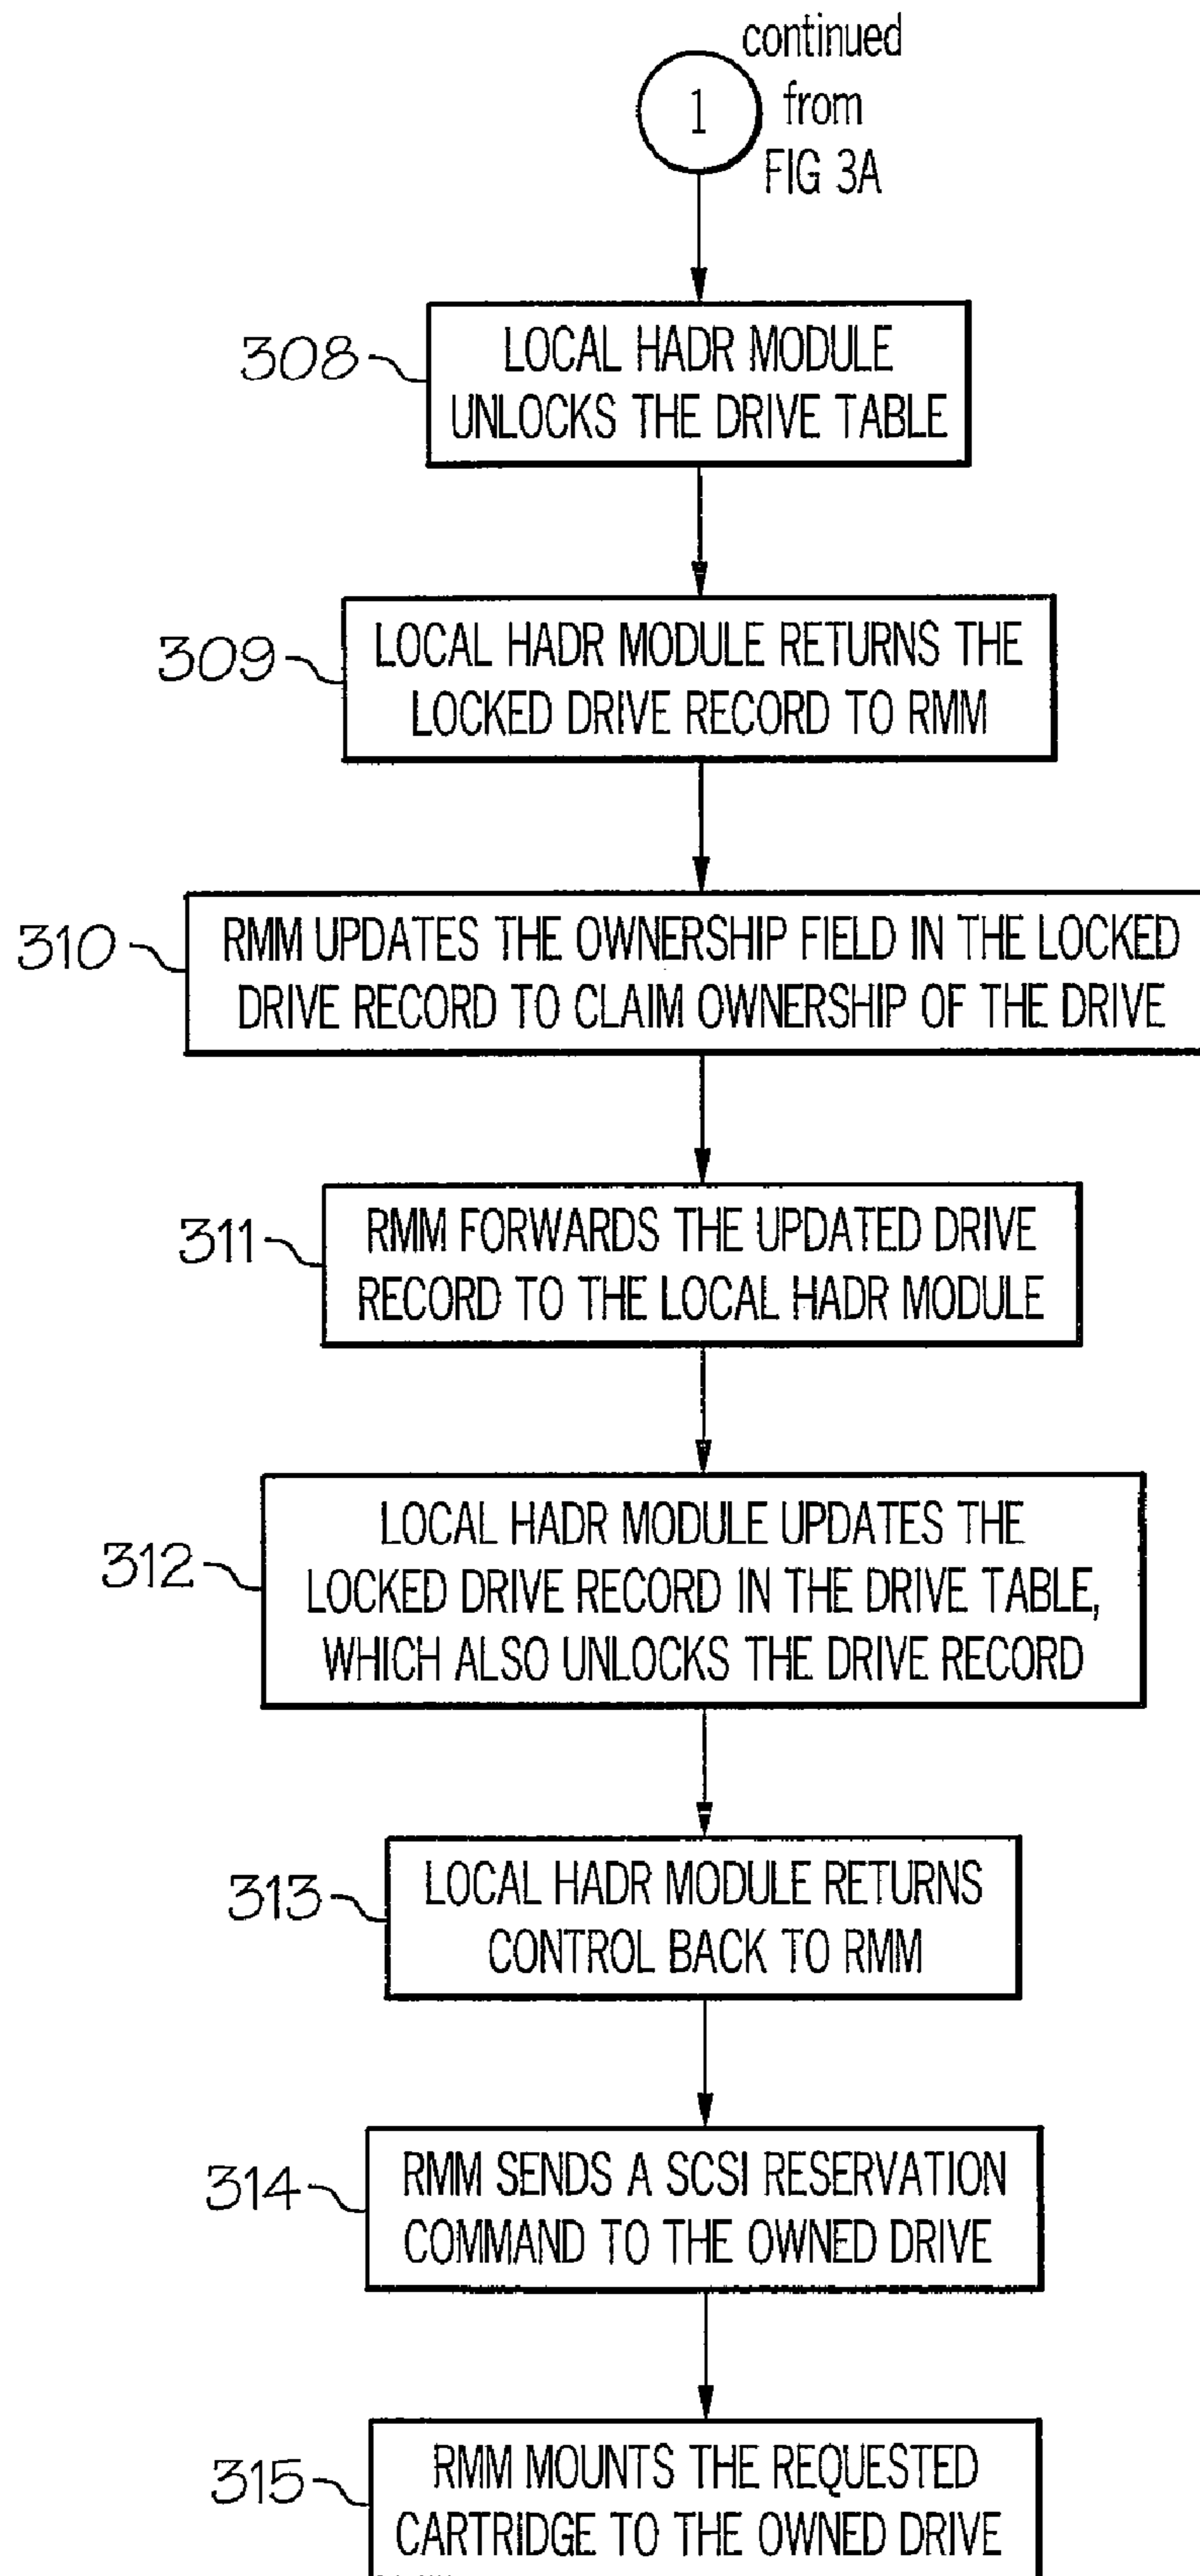 continued
1 from
FIG 3A
308 LOCAL HADR MODULE
UNLOCKS THE DRIVE TABLE
309 LOCAL HADR MODULE RETURNS THE
LOCKED DRIVE RECORD TO RMM
310 RMM UPDATES THE OWNERSHIP FIELD IN THE LOCKED
DRIVE RECORD TO CLAIM OWNERSHIP OF THE DRIVE
311 RMM FORWARDS THE UPDATED DRIVE
RECORD TO THE LOCAL HADR MODULE
LOCAL HADR MODULE UPDATES THE
312 LOCKED DRIVE RECORD IN THE DRIVE TABLE,
WHICH ALSO UNLOCKS THE DRIVE RECORD
313 LOCAL HADR MODULE RETURNS
CONTROL BACK TO RMM
314 RMM SENDS A SCSI RESERVATION
COMMAND TO THE OWNED DRIVE
315 RMM MOUNTS THE REQUESTED
CARTRIDGE TO THE OWNED DRIVE